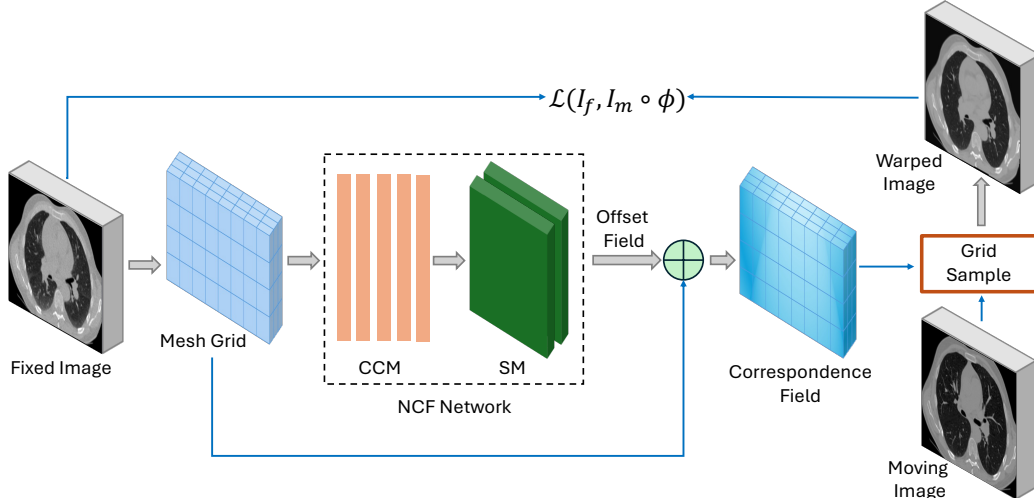 ℒ(I_f, I_m ∘ ϕ)
Warped
Image
Offset
Field
Grid
Sample
Mesh Grid
Fixed Image
CCM
SM
Correspondence
Field
NCF Network
Moving
Image